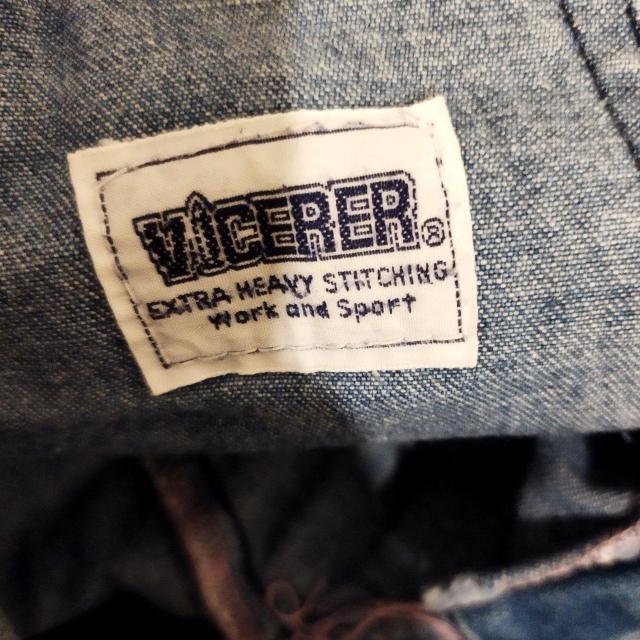 VICERER®
EXTRA HEAVY STITCHING
Work and Sport